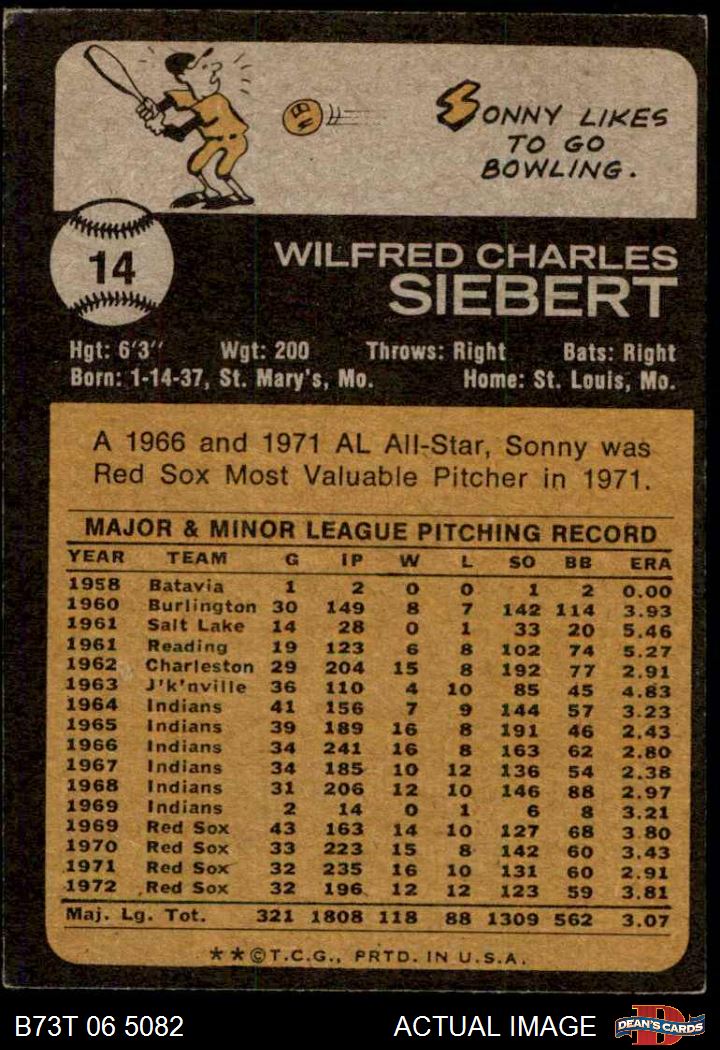 SONNY LIKES
TO GO
BOWLING.
14
WILFRED CHARLES
SIEBERT
Hgt: 6'3" Wgt: 200 Throws: Right Bats: Right
Born: 1-14-37, St. Mary's, Mo. Home: St. Louis, Mo.
A 1966 and 1971 AL All-Star, Sonny was
Red Sox Most Valuable Pitcher in 1971.
MAJOR & MINOR LEAGUE PITCHING RECORD
YEAR TEAM G IP W L SO BB ERA
1958 Batavia 1 2 0 0 1 2 0.00
1960 Burlington 30 149 8 7 142 114 3.93
1961 Salt Lake 14 28 0 1 33 20 5.46
1961 Reading 19 123 6 8 102 74 5.27
1962 Charleston 29 204 15 8 192 77 2.91
1963 J'k'nville 36 110 4 10 85 45 4.83
1964 Indians 41 156 7 9 144 57 3.23
1965 Indians 39 189 16 8 191 46 2.43
1966 Indians 34 241 16 8 163 62 2.80
1967 Indians 34 185 10 12 136 54 2.38
1968 Indians 31 206 12 10 146 88 2.97
1969 Indians 2 14 0 1 6 8 3.21
1969 Red Sox 43 163 14 10 127 68 3.80
1970 Red Sox 33 223 15 8 142 60 3.43
1971 Red Sox 32 235 16 10 131 60 2.91
1972 Red Sox 32 196 12 12 123 59 3.81
Maj. Lg. Tot. 321 1808 118 88 1309 562 3.07
**©T.C.G., PRTD. IN U.S.A.
B73T 06 5082 ACTUAL IMAGE DEAN'S CARDS